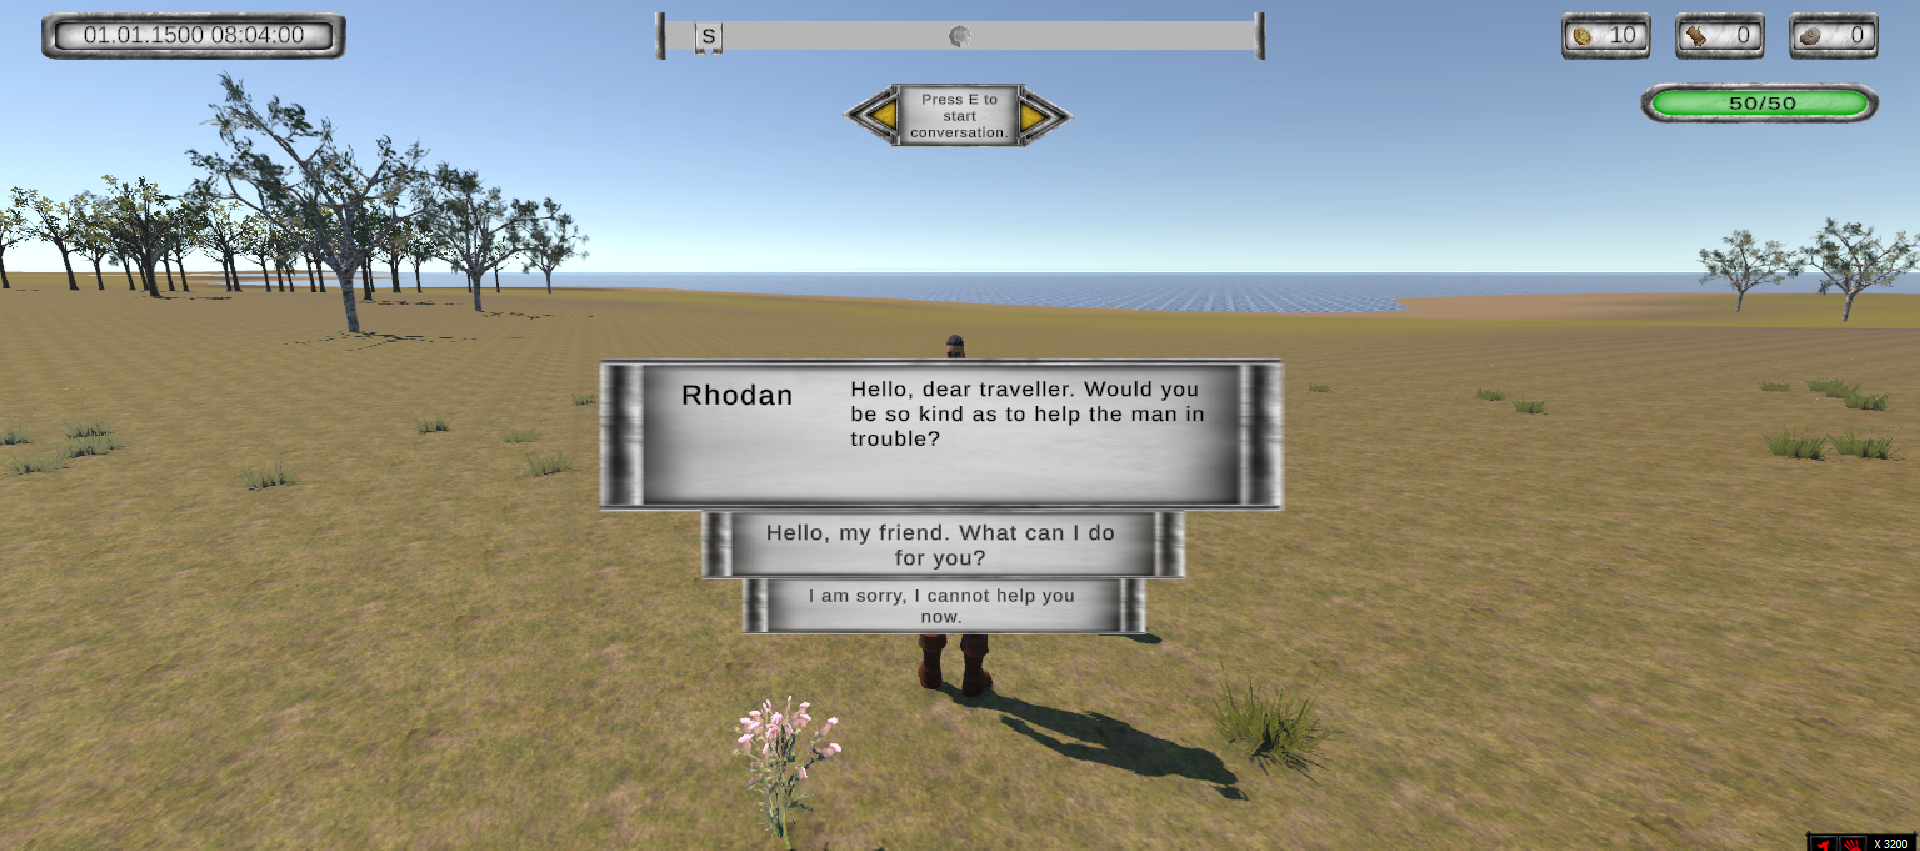 01.01.1500 08:04:00
S
10
0
0
Press E to
start
conversation.
50/50
Rhodan
Hello, dear traveller. Would you
be so kind as to help the man in
trouble?
Hello, my friend. What can I do
for you?
I am sorry, I cannot help you
now.
X 3200